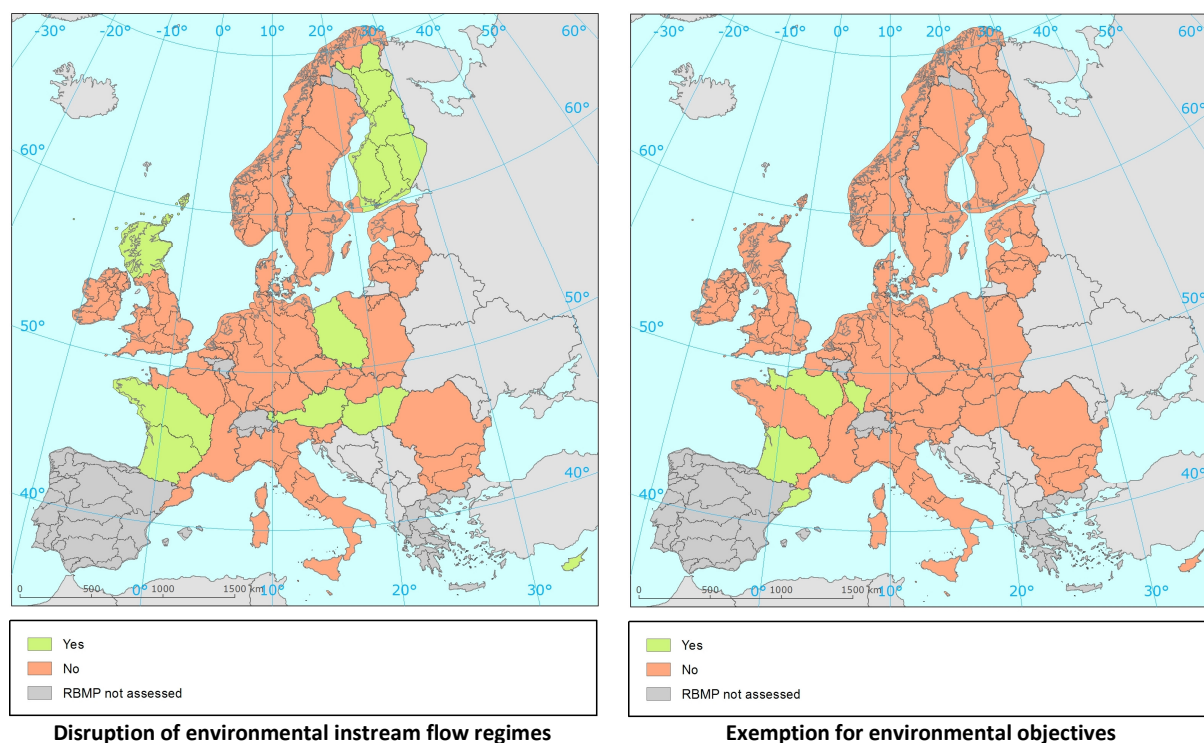 -30° -20° -10° 0° 10° 20° 30° 40° 50° 60°
60°
60°
50°
50°
40°
40°
0 500 1000 1500 km
0° 10° 20° 30°
Yes
No
RBMP not assessed
Disruption of environmental instream flow regimes
-30° -20° -10° 0° 10° 20° 30° 40° 50° 60°
60°
60°
50°
50°
40°
40°
0 500 1000 1500 km
0° 10° 20° 30°
Yes
No
RBMP not assessed
Exemption for environmental objectives